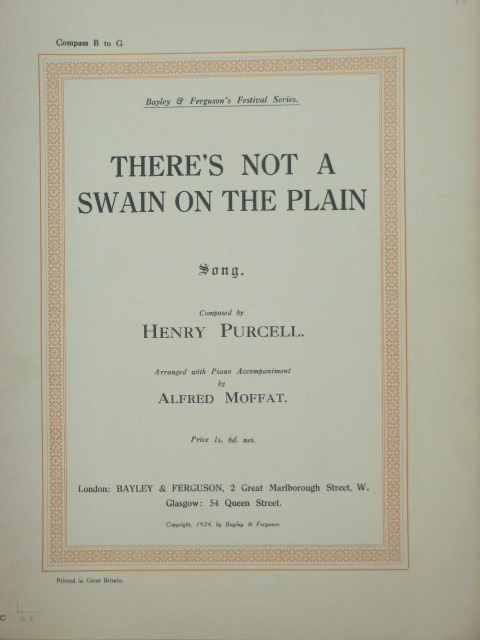 Compass B to G
Bayley & Ferguson's Festival Series.
THERE'S NOT A
SWAIN ON THE PLAIN
Song.
Composed by
HENRY PURCELL.
Arranged with Piano Accompaniment
by
ALFRED MOFFAT.
Price 1s. 6d. net.
London: BAYLEY & FERGUSON, 2 Great Marlborough Street, W.
Glasgow: 54 Queen Street.
Copyright, 1924, by Bayley & Ferguson.
Printed in Great Britain.